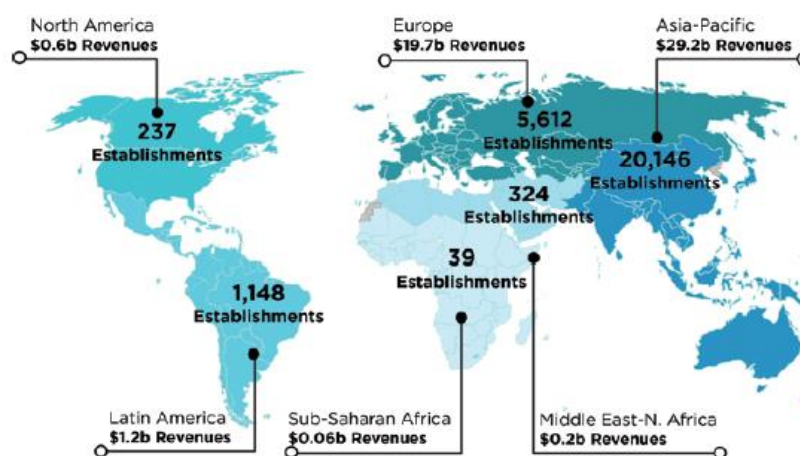 North America
$0.6b Revenues
Europe
$19.7b Revenues
Asia-Pacific
$29.2b Revenues
237
Establishments
5,612
Establishments
20,146
Establishments
324
Establishments
39
Establishments
1,148
Establishments
Latin America
$1.2b Revenues
Sub-Saharan Africa
$0.06b Revenues
Middle East-N. Africa
$0.2b Revenues